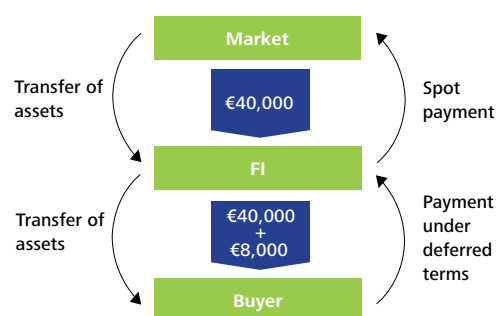 Market
Transfer of
assets
€40,000
Spot
payment
FI
Transfer of
assets
€40,000
+
€8,000
Payment
under
deferred
terms
Buyer